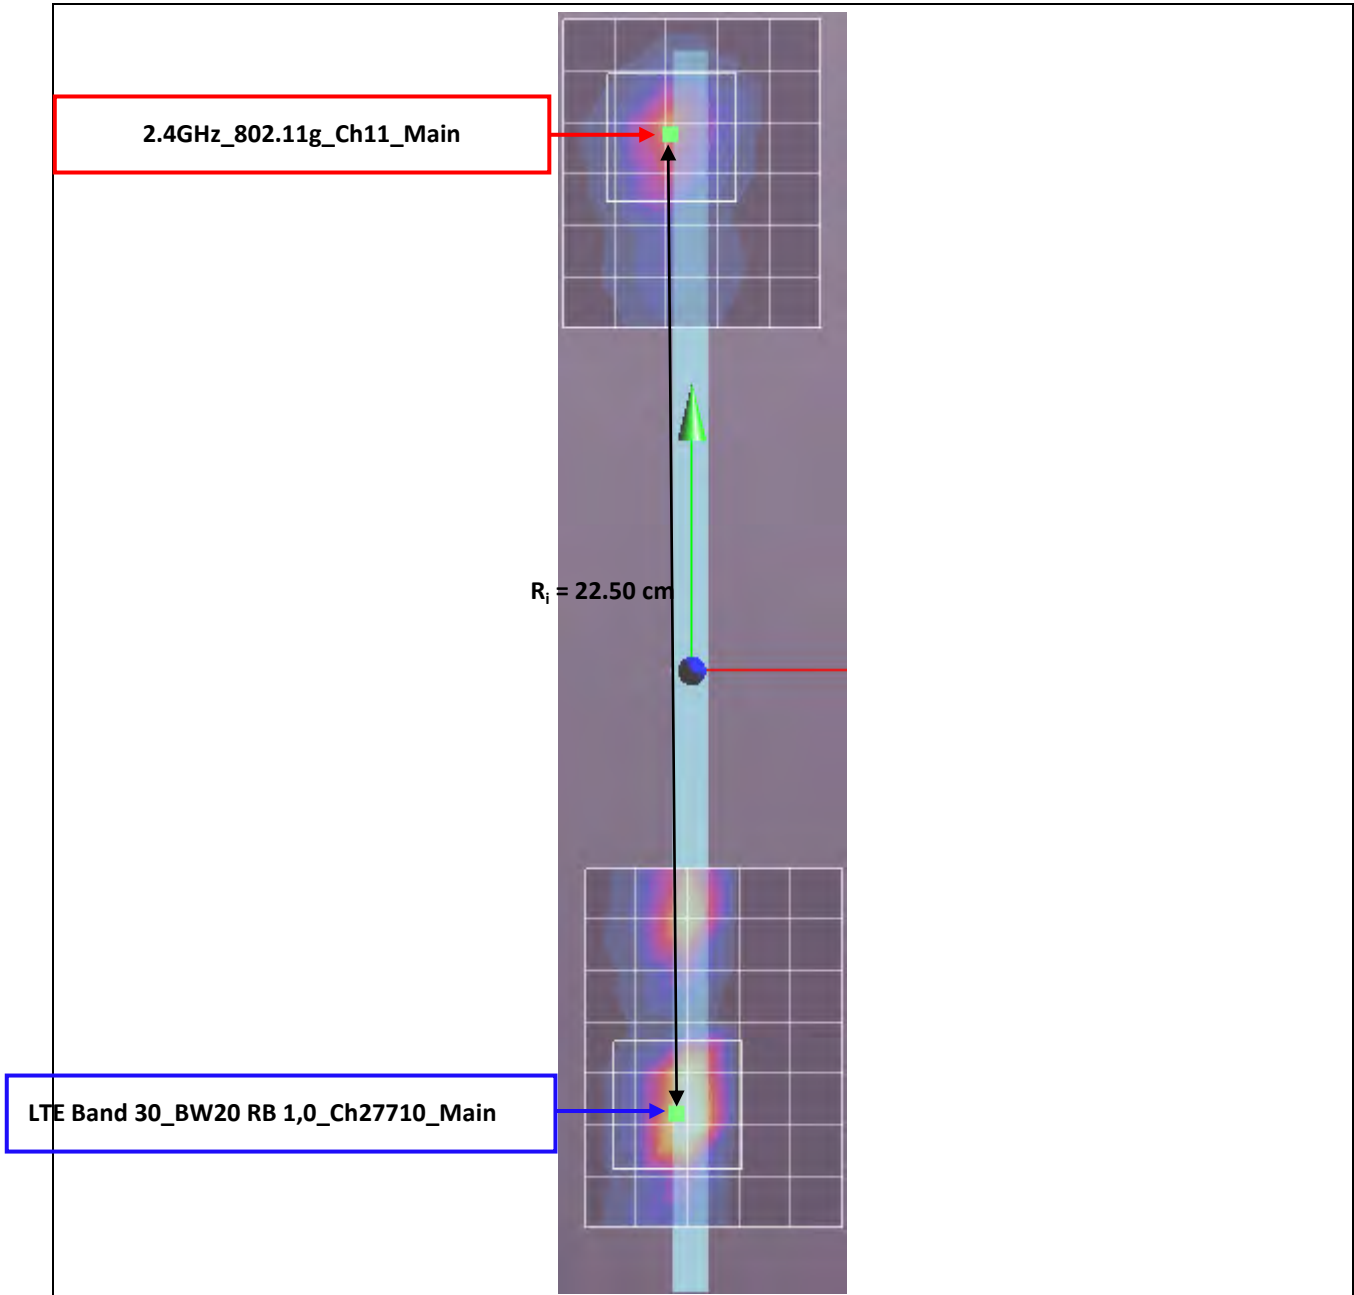 2.4GHz_802.11g_Ch11_Main
Ri = 22.50 cm
LTE Band 30_BW20 RB 1,0_Ch27710_Main